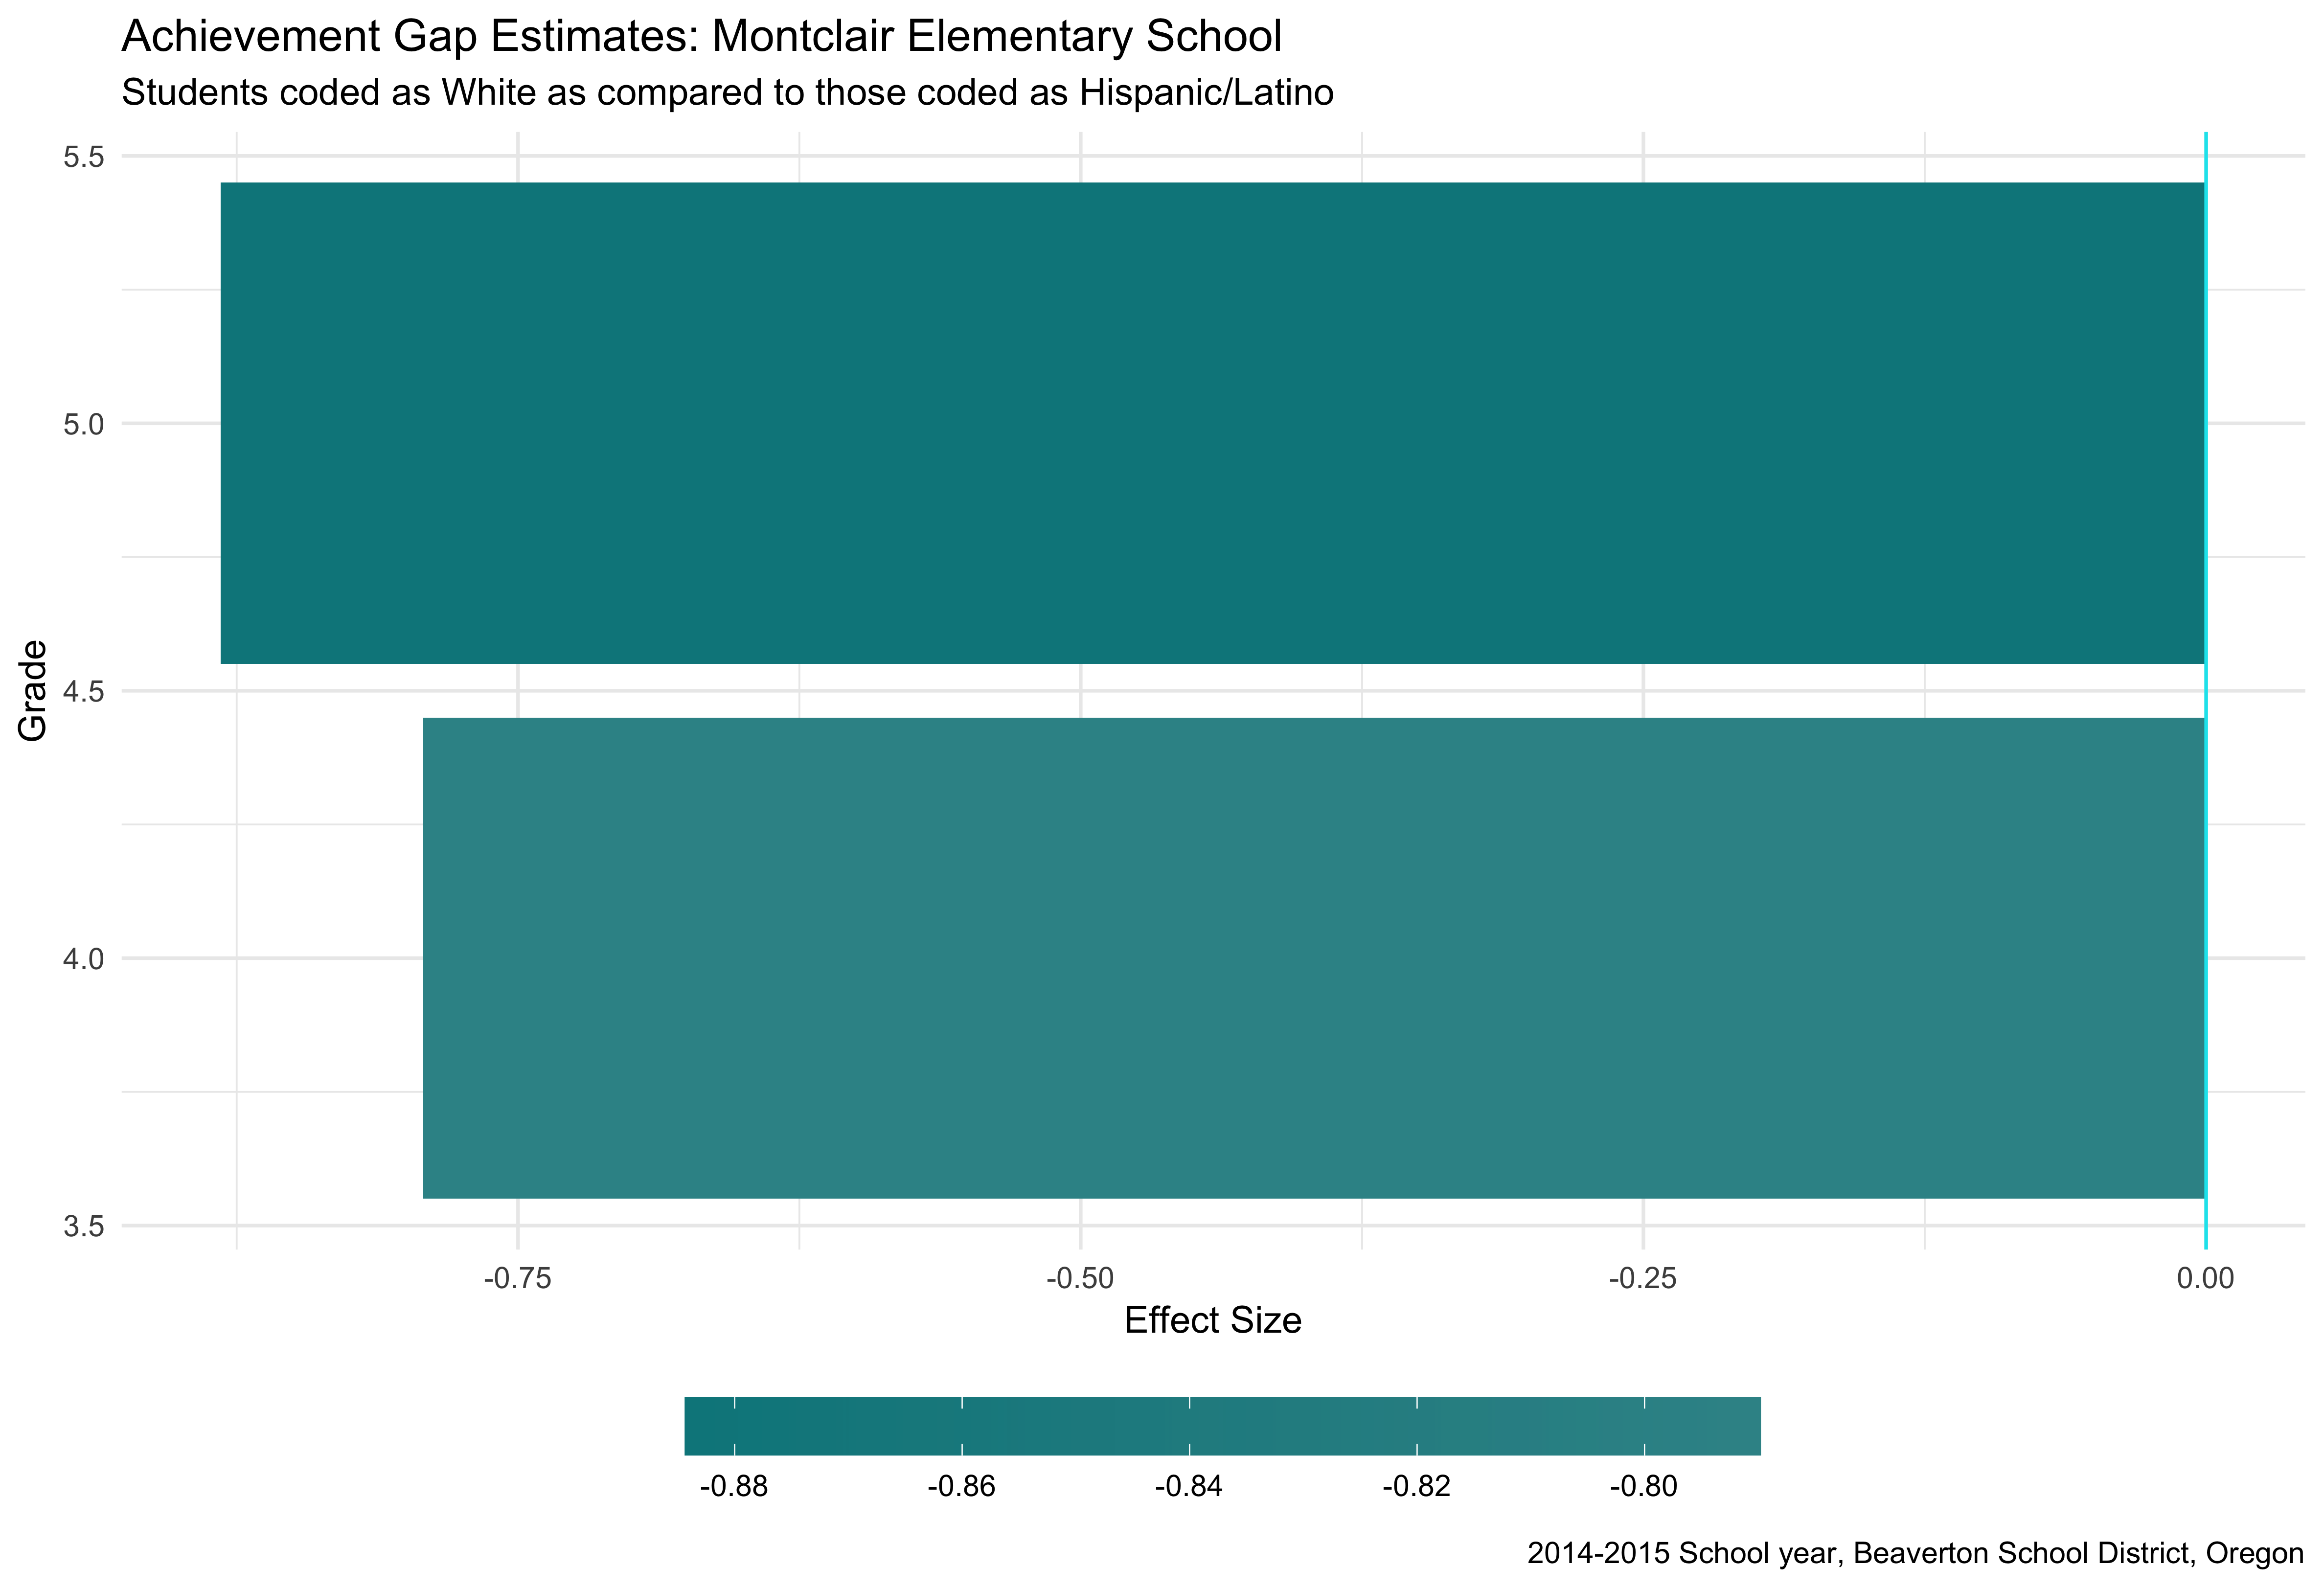 Achievement Gap Estimates: Montclair Elementary School
Students coded as White as compared to those coded as Hispanic/Latino
5.5
5.0
4.5
4.0
3.5
Grade
-0.75 -0.50 -0.25 0.00
Effect Size
-0.88 -0.86 -0.84 -0.82 -0.80
2014-2015 School year, Beaverton School District, Oregon